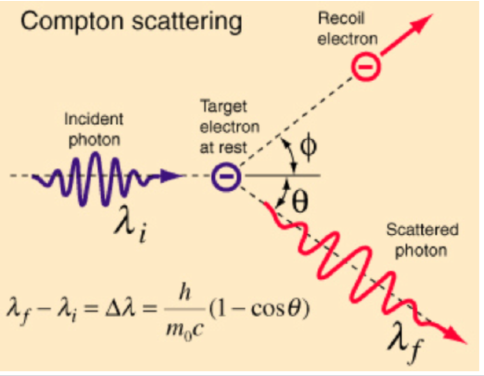 Compton scattering
Recoil
electron
Incident
photon
Target
electron
at rest
ϕ
θ
λi
Scattered
photon
λf − λi = Δλ = h/m₀c (1 − cosθ)
λf